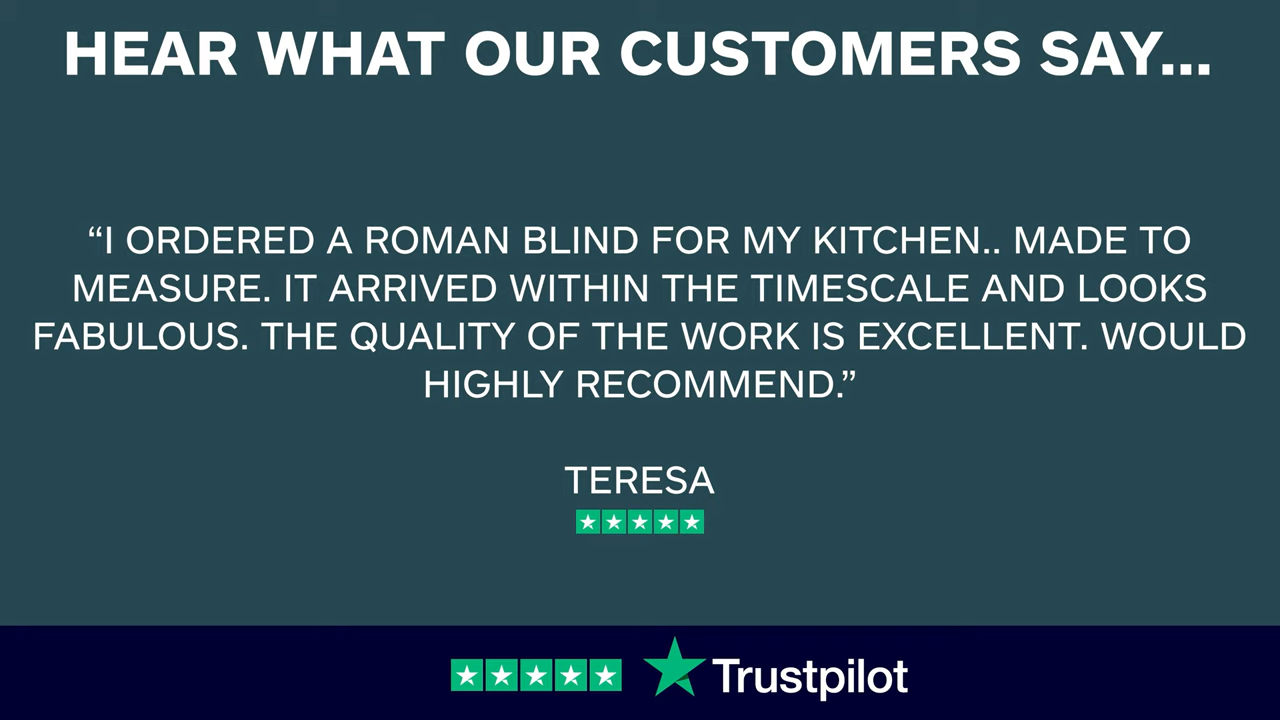 HEAR WHAT OUR CUSTOMERS SAY...
“I ORDERED A ROMAN BLIND FOR MY KITCHEN.. MADE TO
MEASURE. IT ARRIVED WITHIN THE TIMESCALE AND LOOKS
FABULOUS. THE QUALITY OF THE WORK IS EXCELLENT. WOULD
HIGHLY RECOMMEND.”
TERESA
Trustpilot